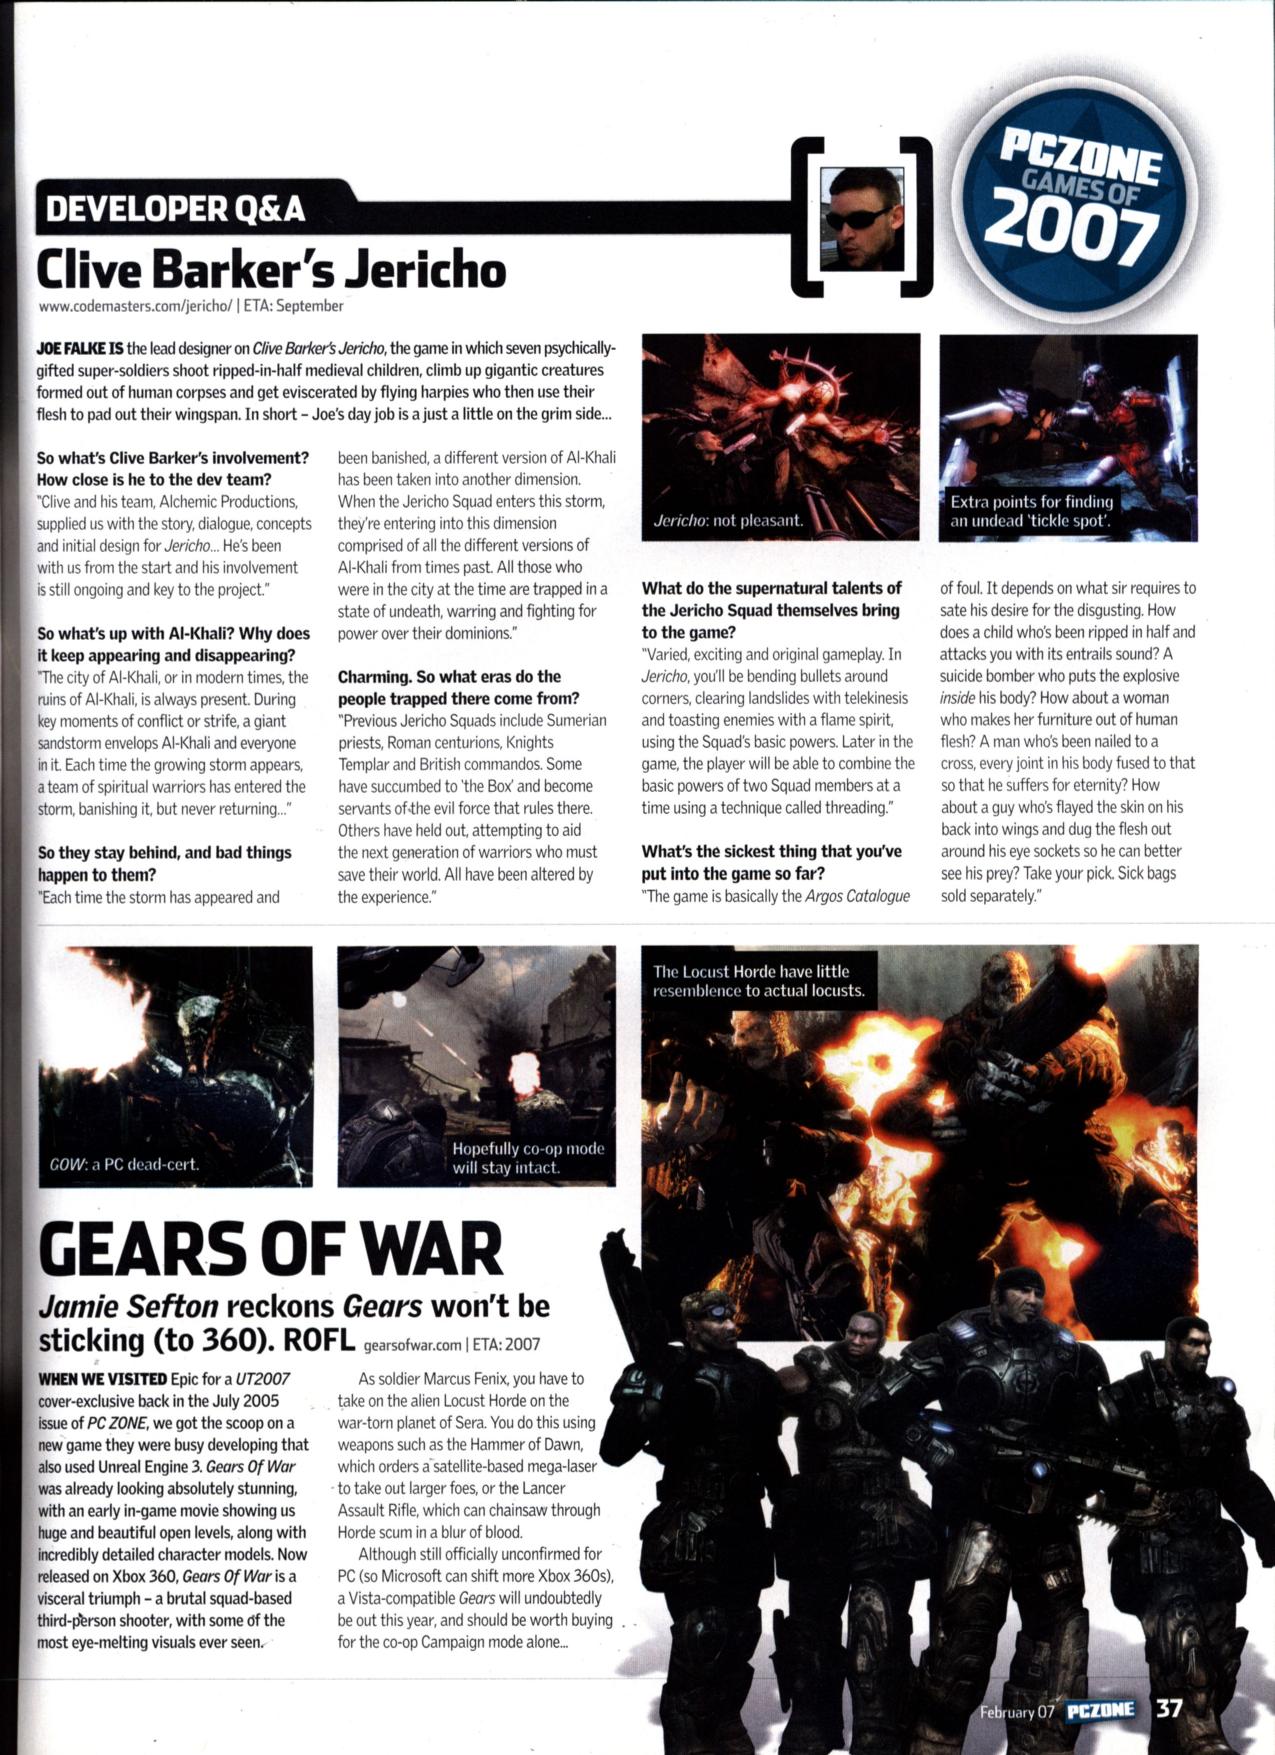 PCZONE
GAMES OF
2007
DEVELOPER Q&A
Clive Barker's Jericho
www.codemasters.com/jericho/ | ETA: September
JOE FALKE IS the lead designer on Clive Barker's Jericho, the game in which seven psychically-
gifted super-soldiers shoot ripped-in-half medieval children, climb up gigantic creatures
formed out of human corpses and get eviscerated by flying harpies who then use their
flesh to pad out their wingspan. In short – Joe's day job is a just a little on the grim side...
So what's Clive Barker's involvement?
How close is he to the dev team?
"Clive and his team, Alchemic Productions,
supplied us with the story, dialogue, concepts
and initial design for Jericho... He's been
with us from the start and his involvement
is still ongoing and key to the project."
So what's up with Al-Khali? Why does
it keep appearing and disappearing?
"The city of Al-Khali, or in modern times, the
ruins of Al-Khali, is always present. During
key moments of conflict or strife, a giant
sandstorm envelops Al-Khali and everyone
in it. Each time the growing storm appears,
a team of spiritual warriors has entered the
storm, banishing it, but never returning..."
So they stay behind, and bad things
happen to them?
"Each time the storm has appeared and
been banished, a different version of Al-Khali
has been taken into another dimension.
When the Jericho Squad enters this storm,
they're entering into this dimension
comprised of all the different versions of
Al-Khali from times past. All those who
were in the city at the time are trapped in a
state of undeath, warring and fighting for
power over their dominions."
Charming. So what eras do the
people trapped there come from?
"Previous Jericho Squads include Sumerian
priests, Roman centurions, Knights
Templar and British commandos. Some
have succumbed to 'the Box' and become
servants of the evil force that rules there.
Others have held out, attempting to aid
the next generation of warriors who must
save their world. All have been altered by
the experience."
Jericho: not pleasant.
Extra points for finding
an undead 'tickle spot'.
What do the supernatural talents of
the Jericho Squad themselves bring
to the game?
"Varied, exciting and original gameplay. In
Jericho, you'll be bending bullets around
corners, clearing landslides with telekinesis
and toasting enemies with a flame spirit,
using the Squad's basic powers. Later in the
game, the player will be able to combine the
basic powers of two Squad members at a
time using a technique called threading."
What's the sickest thing that you've
put into the game so far?
"The game is basically the Argos Catalogue
of foul. It depends on what sir requires to
sate his desire for the disgusting. How
does a child who's been ripped in half and
attacks you with its entrails sound? A
suicide bomber who puts the explosive
inside his body? How about a woman
who makes her furniture out of human
flesh? A man who's been nailed to a
cross, every joint in his body fused to that
so that he suffers for eternity? How
about a guy who's flayed the skin on his
back into wings and dug the flesh out
around his eye sockets so he can better
see his prey? Take your pick. Sick bags
sold separately."
GOW: a PC dead-cert.
Hopefully co-op mode
will stay intact.
The Locust Horde have little
resemblence to actual locusts.
GEARS OF WAR
Jamie Sefton reckons Gears won't be
sticking (to 360). ROFL gearsofwar.com | ETA: 2007
WHEN WE VISITED Epic for a UT2007
cover-exclusive back in the July 2005
issue of PC ZONE, we got the scoop on a
new game they were busy developing that
also used Unreal Engine 3. Gears Of War
was already looking absolutely stunning,
with an early in-game movie showing us
huge and beautiful open levels, along with
incredibly detailed character models. Now
released on Xbox 360, Gears Of War is a
visceral triumph – a brutal squad-based
third-person shooter, with some of the
most eye-melting visuals ever seen.
As soldier Marcus Fenix, you have to
take on the alien Locust Horde on the
war-torn planet of Sera. You do this using
weapons such as the Hammer of Dawn,
which orders a satellite-based mega-laser
to take out larger foes, or the Lancer
Assault Rifle, which can chainsaw through
Horde scum in a blur of blood.
Although still officially unconfirmed for
PC (so Microsoft can shift more Xbox 360s),
a Vista-compatible Gears will undoubtedly
be out this year, and should be worth buying
for the co-op Campaign mode alone...
February 07 PCZONE 37